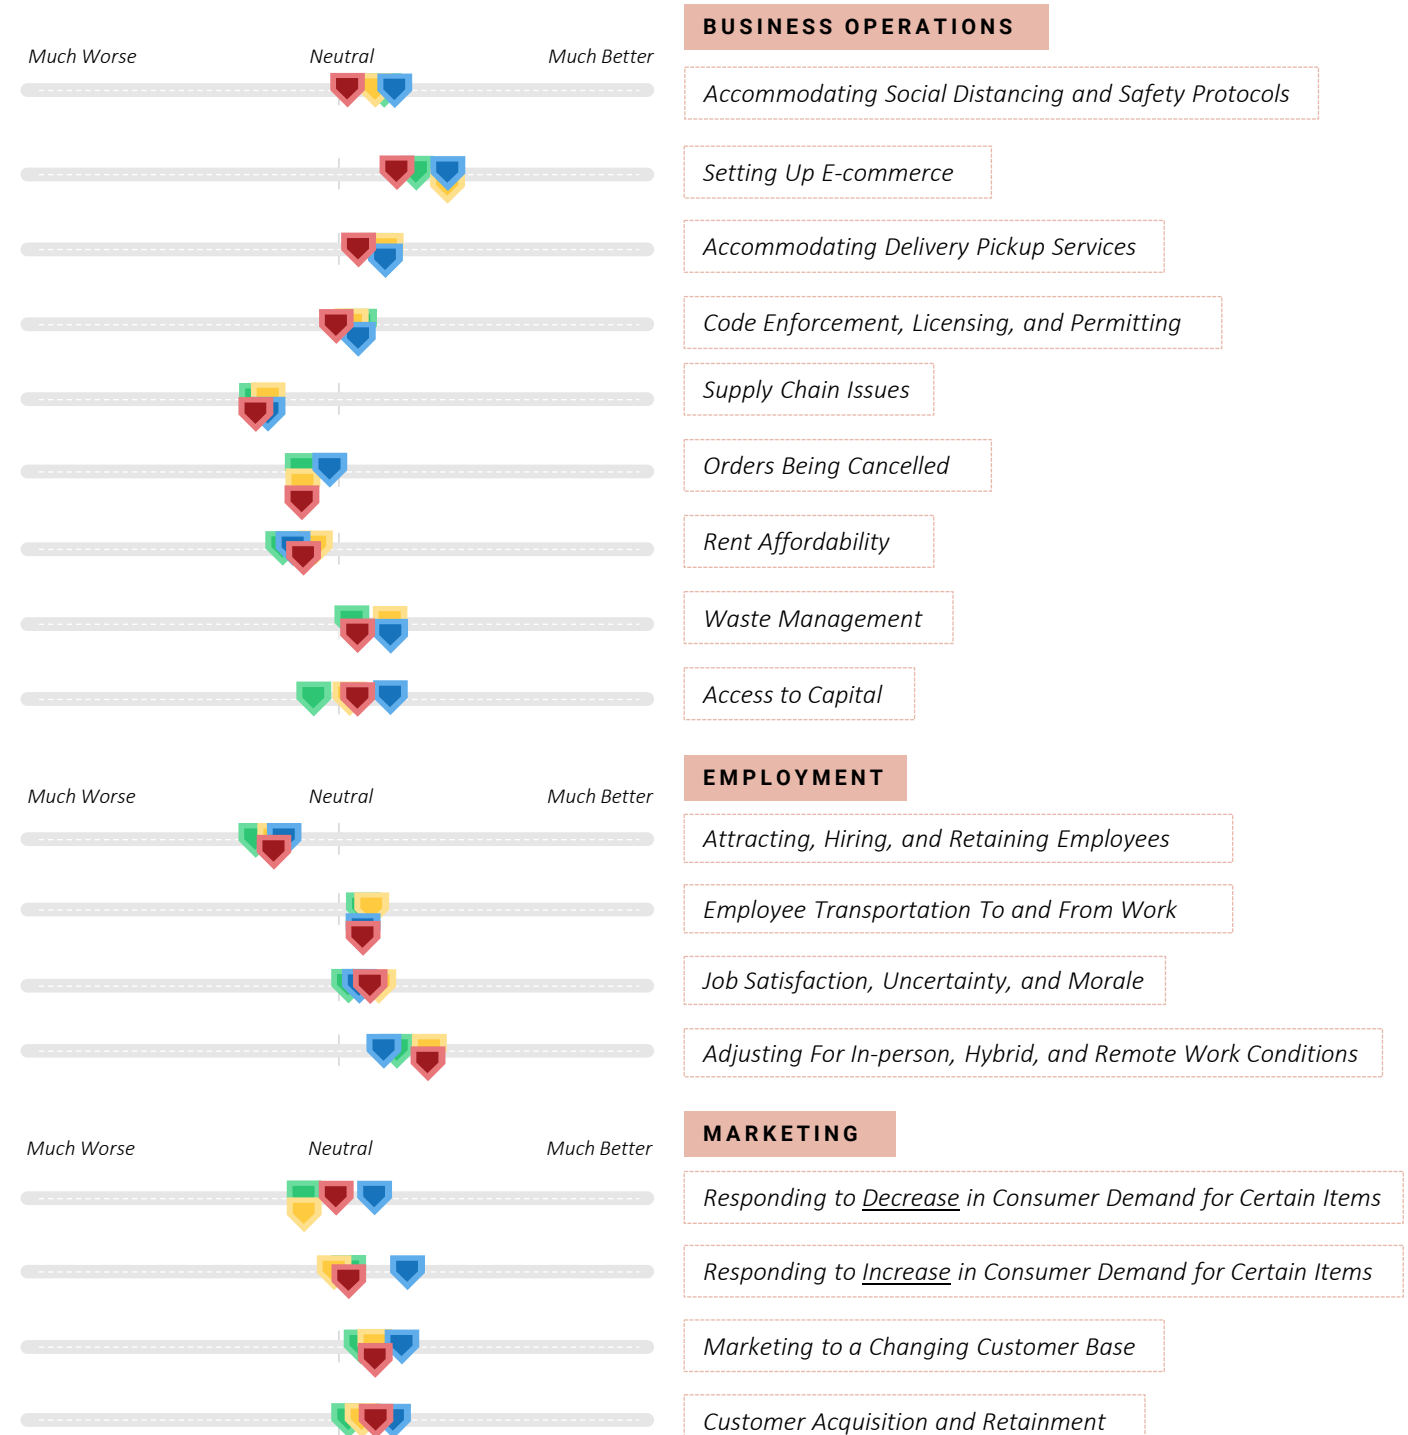 BUSINESS OPERATIONS
Much Worse Neutral Much Better
Accommodating Social Distancing and Safety Protocols
Setting Up E-commerce
Accommodating Delivery Pickup Services
Code Enforcement, Licensing, and Permitting
Supply Chain Issues
Orders Being Cancelled
Rent Affordability
Waste Management
Access to Capital
EMPLOYMENT
Much Worse Neutral Much Better
Attracting, Hiring, and Retaining Employees
Employee Transportation To and From Work
Job Satisfaction, Uncertainty, and Morale
Adjusting For In-person, Hybrid, and Remote Work Conditions
MARKETING
Much Worse Neutral Much Better
Responding to Decrease in Consumer Demand for Certain Items
Responding to Increase in Consumer Demand for Certain Items
Marketing to a Changing Customer Base
Customer Acquisition and Retainment